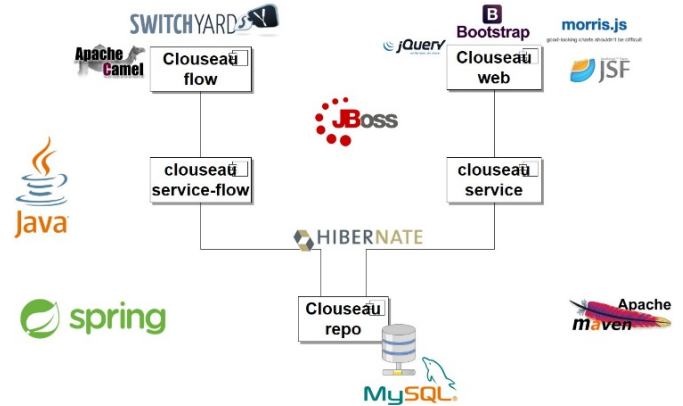 SWITCHYARD
Apache
Camel
Clouseau
flow
jQuery
B
Bootstrap
morris.js
good-looking charts shouldn't be difficult
Clouseau
web
JSF
JBoss
clouseau
service-flow
clouseau
service
Java
HIBERNATE
spring
Clouseau
repo
Apache
maven
MySQL